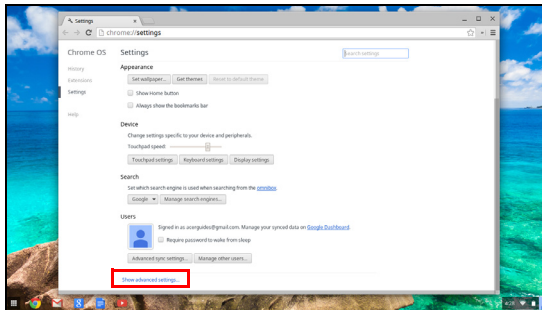 Settings
chrome://settings
Chrome OS
Settings
Search settings
History
Extensions
Settings
Help
Appearance
Set wallpaper... Get themes Reset to default theme
Show Home button
Always show the bookmarks bar
Device
Change settings specific to your device and peripherals.
Touchpad speed:
Touchpad settings Keyboard settings Display settings
Search
Set which search engine is used when searching from the omnibox.
Google Manage search engines...
Users
Signed in as acerguides@gmail.com. Manage your synced data on Google Dashboard.
Require password to wake from sleep
Advanced sync settings... Manage other users...
Show advanced settings...